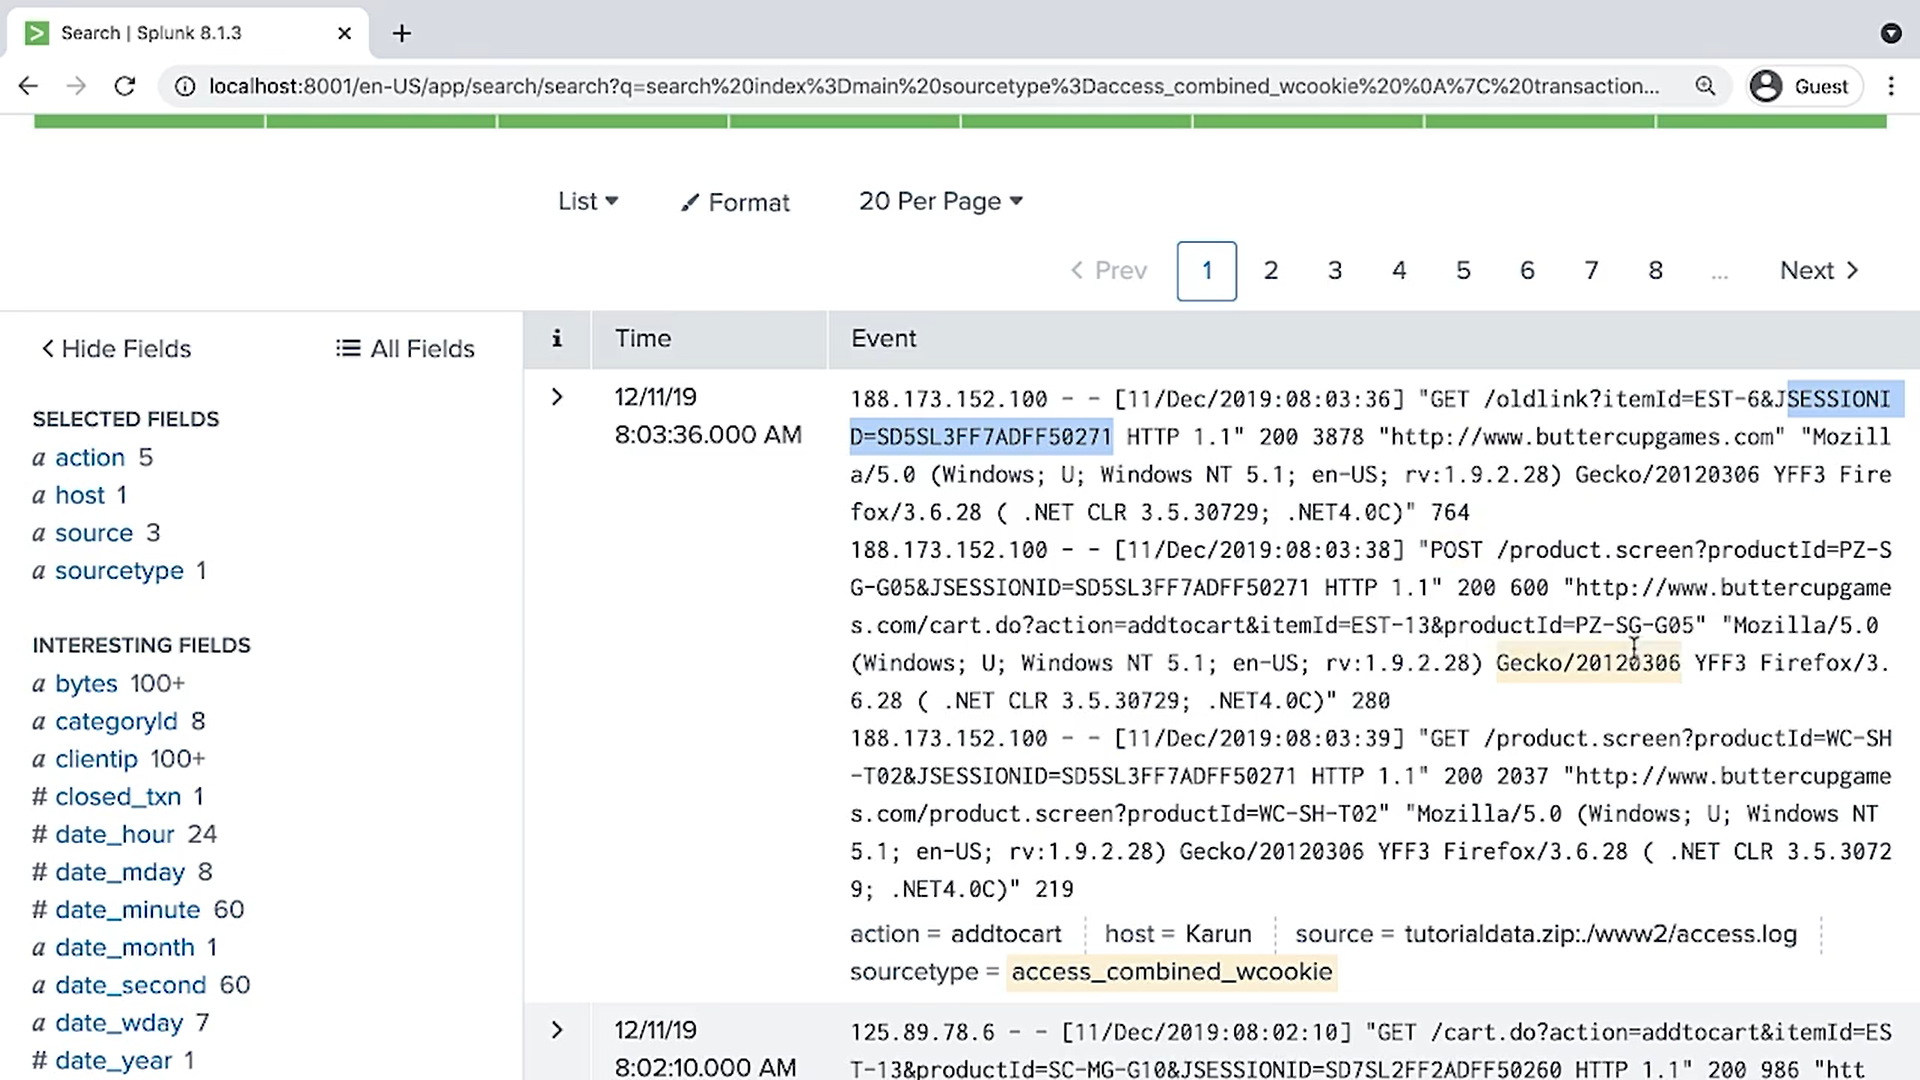 Search | Splunk 8.1.3
localhost:8001/en-US/app/search/search?q=search%20index%3Dmain%20sourcetype%3Daccess_combined_wcookie%20%0A%7C%20transaction...
Guest
List
Format
20 Per Page
Prev
1
2
3
4
5
6
7
8
...
Next
Hide Fields
All Fields
SELECTED FIELDS
a action 5
a host 1
a source 3
a sourcetype 1
INTERESTING FIELDS
a bytes 100+
a categoryId 8
a clientip 100+
# closed_txn 1
# date_hour 24
# date_mday 8
# date_minute 60
a date_month 1
a date_second 60
a date_wday 7
# date_year 1
i
Time
Event
12/11/19
8:03:36.000 AM
188.173.152.100 - - [11/Dec/2019:08:03:36] "GET /oldlink?itemId=EST-6&JSESSIONI
D=SD5SL3FF7ADFF50271 HTTP 1.1" 200 3878 "http://www.buttercupgames.com" "Mozill
a/5.0 (Windows; U; Windows NT 5.1; en-US; rv:1.9.2.28) Gecko/20120306 YFF3 Fire
fox/3.6.28 ( .NET CLR 3.5.30729; .NET4.0C)" 764
188.173.152.100 - - [11/Dec/2019:08:03:38] "POST /product.screen?productId=PZ-S
G-G05&JSESSIONID=SD5SL3FF7ADFF50271 HTTP 1.1" 200 600 "http://www.buttercupgame
s.com/cart.do?action=addtocart&itemId=EST-13&productId=PZ-SG-G05" "Mozilla/5.0
(Windows; U; Windows NT 5.1; en-US; rv:1.9.2.28) Gecko/20120306 YFF3 Firefox/3.
6.28 ( .NET CLR 3.5.30729; .NET4.0C)" 280
188.173.152.100 - - [11/Dec/2019:08:03:39] "GET /product.screen?productId=WC-SH
-T02&JSESSIONID=SD5SL3FF7ADFF50271 HTTP 1.1" 200 2037 "http://www.buttercupgame
s.com/product.screen?productId=WC-SH-T02" "Mozilla/5.0 (Windows; U; Windows NT
5.1; en-US; rv:1.9.2.28) Gecko/20120306 YFF3 Firefox/3.6.28 ( .NET CLR 3.5.3072
9; .NET4.0C)" 219
action = addtocart host = Karun source = tutorialdata.zip:./www2/access.log
sourcetype = access_combined_wcookie
12/11/19
8:02:10.000 AM
125.89.78.6 - - [11/Dec/2019:08:02:10] "GET /cart.do?action=addtocart&itemId=ES
T-13&productId=SC-MG-G10&JSESSIONID=SD7SL2FF2ADFF50260 HTTP 1.1" 200 986 "htt